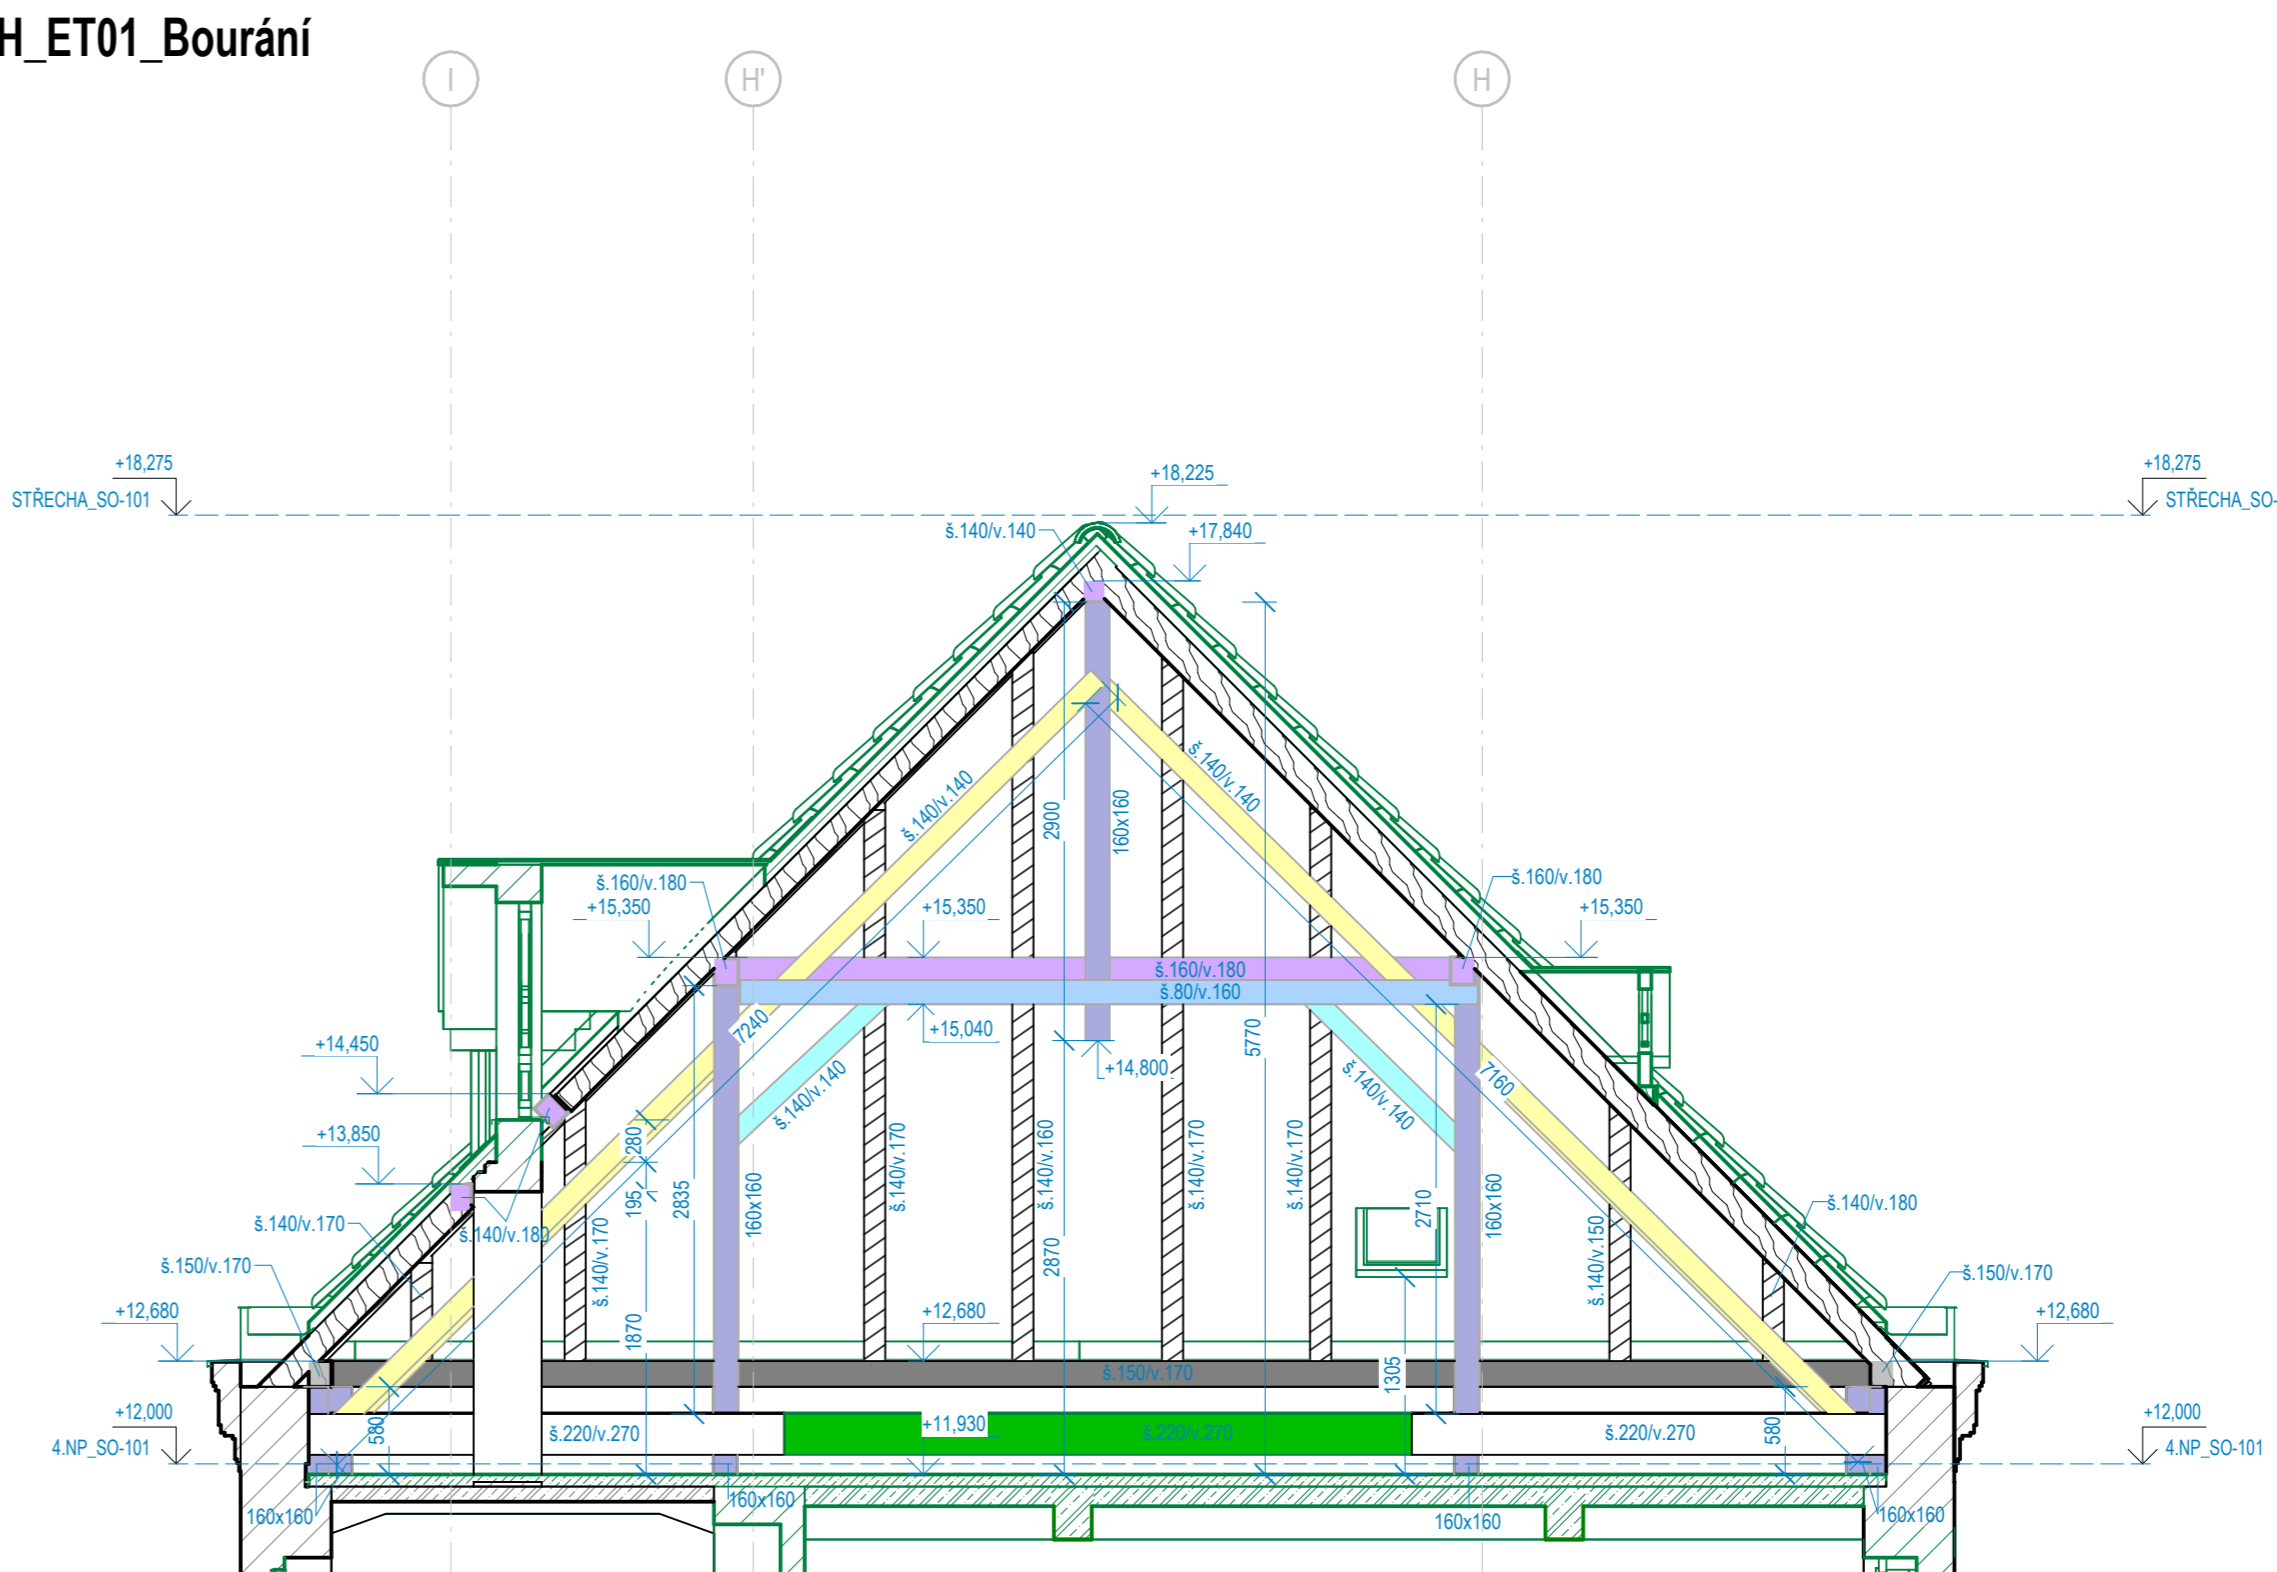 H_ET01_Bourání
I
H'
H
+18,275
STŘECHA_SO-101
+18,275
STŘECHA_SO-
+18,225
š.140/v.140
+17,840
š.140/v.140
š.140/v.140
2900
160x160
š.160/v.180
+15,350
+15,350
š.160/v.180
+15,350
š.160/v.180
š.80/v.160
7240
+15,040
5770
+14,800
+14,450
7160
š.140/v.140
š.140/v.140
+13,850
280
195
2835
160x160
š.140/v.170
š.140/v.160
š.140/v.170
š.140/v.170
2710
160x160
š.140/v.180
š.140/v.170
š.140/v.180
š.140/v.170
š.140/v.150
2870
š.150/v.170
š.150/v.170
1870
+12,680
+12,680
+12,680
1305
š.150/v.170
+12,000
4.NP_SO-101
580
š.220/v.270
+11,930
š.220/v.270
š.220/v.270
580
+12,000
4.NP_SO-101
160x160
160x160
160x160
160x160